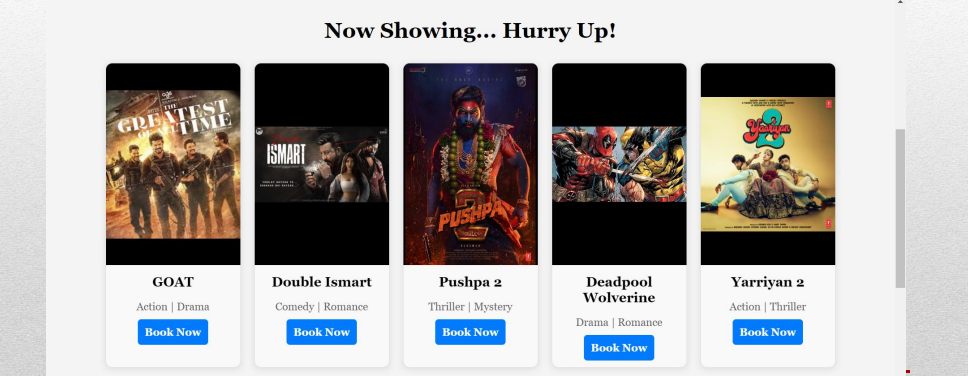 Now Showing... Hurry Up!
THE
GREATEST
OF ALL TIME
ISMART
PUSHPA
2
Yaariyan
2
GOAT
Action | Drama
Book Now
Double Ismart
Comedy | Romance
Book Now
Pushpa 2
Thriller | Mystery
Book Now
Deadpool
Wolverine
Drama | Romance
Book Now
Yarriyan 2
Action | Thriller
Book Now